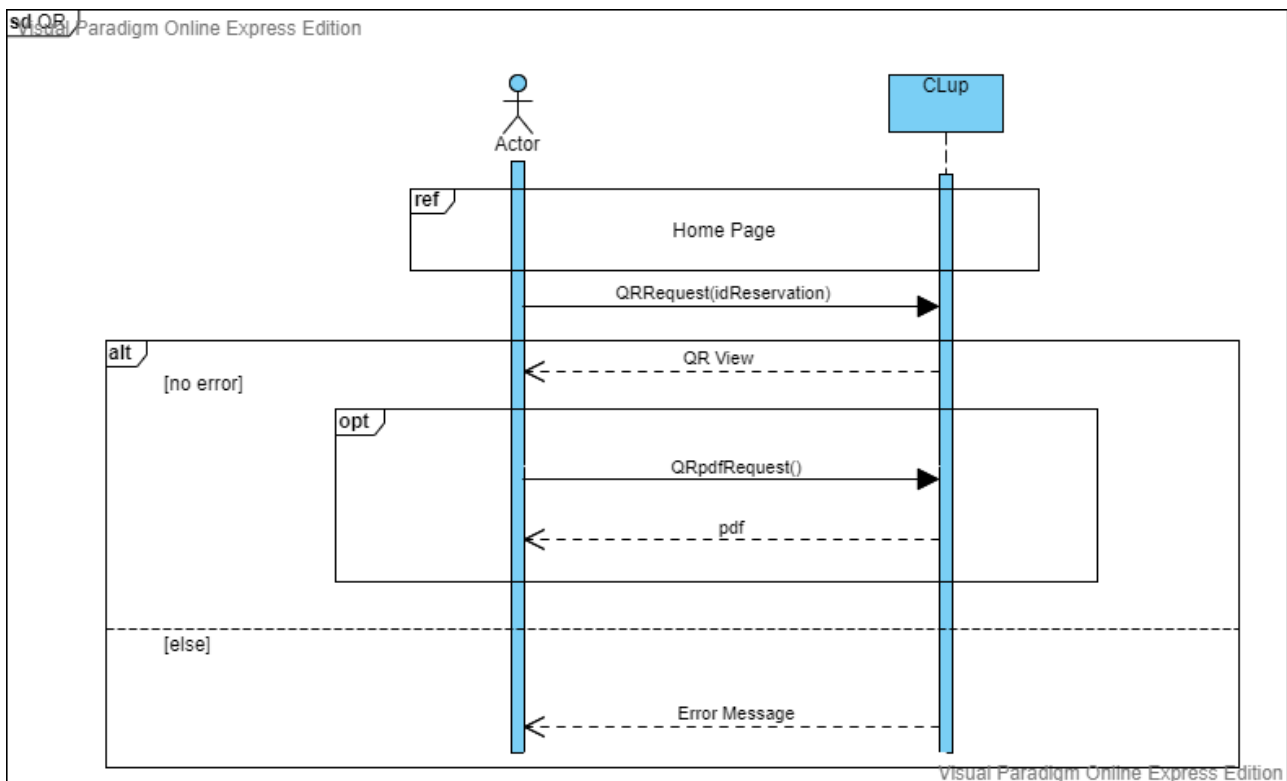 sd QR
Visual Paradigm Online Express Edition
Actor
CLup
ref
Home Page
QRRequest(idReservation)
alt
QR View
[no error]
opt
QRpdfRequest()
pdf
[else]
Error Message
Visual Paradigm Online Express Edition